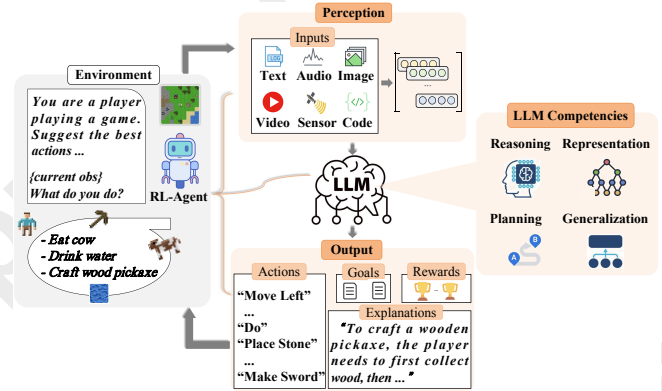 Perception
Inputs
LOG
Text Audio Image
Video Sensor Code
...
Environment
You are a player
playing a game.
Suggest the best
actions ...
{current obs}
What do you do?
RL-Agent
- Eat cow
- Drink water
- Craft wood pickaxe
LLM
LLM Competencies
Reasoning Representation
Planning Generalization
A
B
Output
Actions
“Move Left”
...
“Do”
“Place Stone”
...
“Make Sword”
Goals
Rewards
Explanations
“To craft a wooden
pickaxe, the player
needs to first collect
wood, then ...”